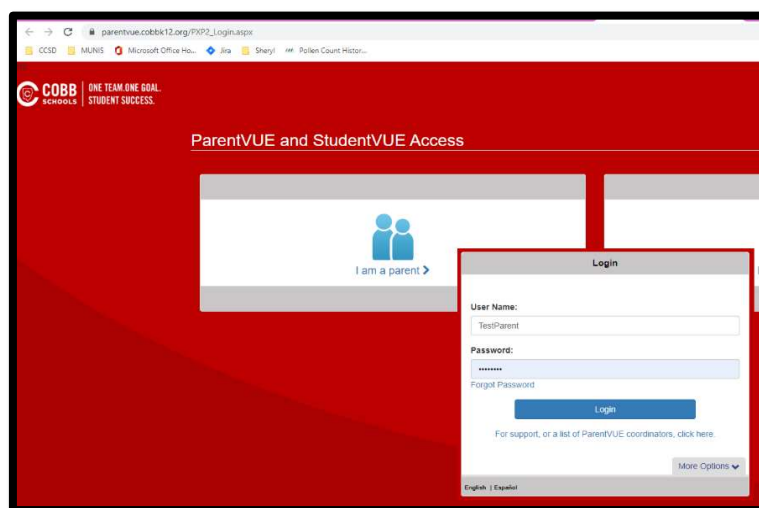 parentvue.cobbk12.org/PXP2_Login.aspx
CCSD MUNIS Microsoft Office Ho... Jira Sheryl Pollen Count Histor...
COBB SCHOOLS
ONE TEAM. ONE GOAL.
STUDENT SUCCESS.
ParentVUE and StudentVUE Access
I am a parent
Login
User Name:
TestParent
Password:
••••••••
Forgot Password
Login
For support, or a list of ParentVUE coordinators, click here.
More Options
English | Español